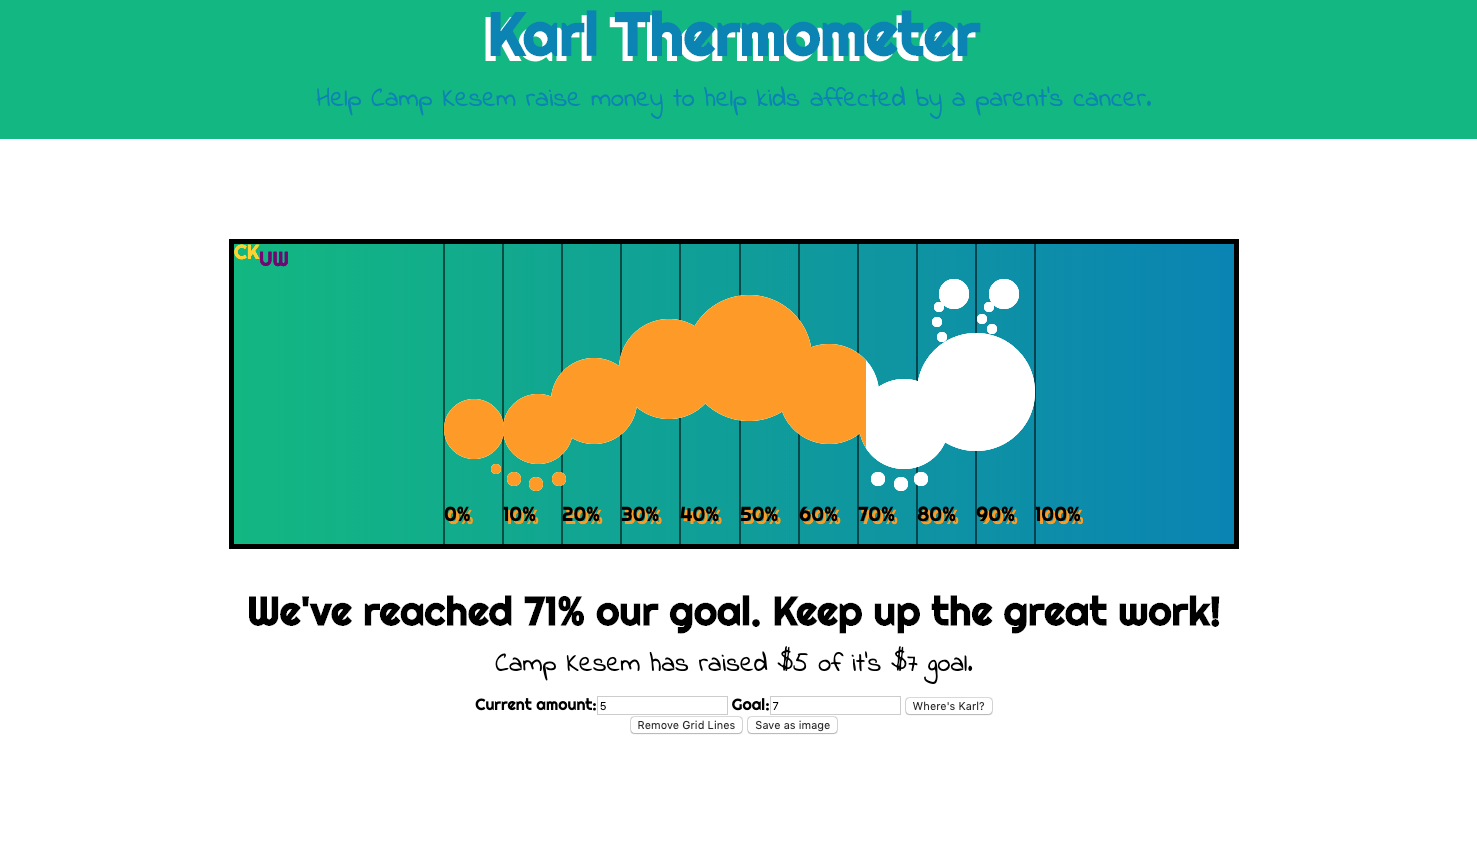 Karl Thermometer
Help Camp Kesem raise money to help kids affected by a parent's cancer.
CK
UW
0% 10% 20% 30% 40% 50% 60% 70% 80% 90% 100%
We've reached 71% our goal. Keep up the great work!
Camp Kesem has raised $5 of it's $7 goal.
Current amount: 5 Goal: 7 Where's Karl?
Remove Grid Lines Save as image